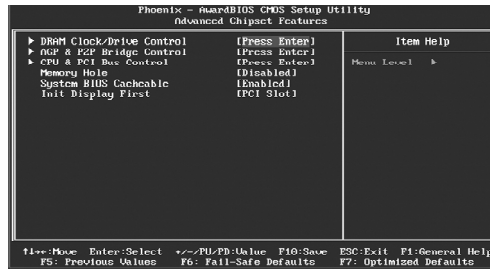 Phoenix - AwardBIOS CMOS Setup Utility
Advanced Chipset Features
▶ DRAM Clock/Drive Control [Press Enter]
▶ AGP & P2P Bridge Control [Press Enter]
▶ CPU & PCI Bus Control [Press Enter]
Memory Hole [Disabled]
System BIOS Cacheable [Enabled]
Init Display First [PCI Slot]
Item Help
Menu Level ▶
↑↓→←:Move Enter:Select +/-/PU/PD:Value F10:Save ESC:Exit F1:General Help
F5: Previous Values F6: Fail-Safe Defaults F7: Optimized Defaults